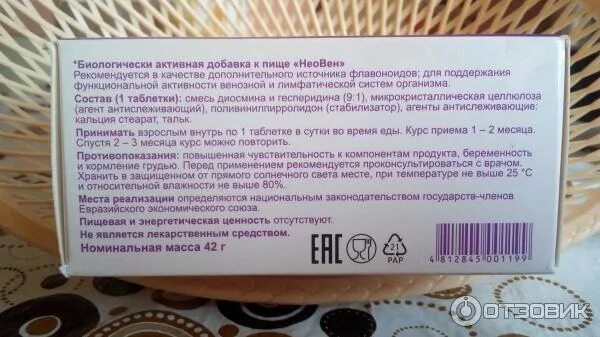 *Биологически активная добавка к пище «НеоВен»
Рекомендуется в качестве дополнительного источника флавоноидов; для поддержания
функциональной активности венозной и лимфатической систем организма.
Состав (1 таблетки): смесь диосмина и гесперидина (9:1), микрокристаллическая целлюлоза
(агент антислеживающий), поливинилпирролидон (стабилизатор), агенты антислеживающие:
кальция стеарат, тальк.
Принимать взрослым внутрь по 1 таблетке в сутки во время еды. Курс приема 1 – 2 месяца.
Спустя 2 – 3 месяца курс можно повторить.
Противопоказания: повышенная чувствительность к компонентам продукта, беременность
и кормление грудью. Перед применением рекомендуется проконсультироваться с врачом.
Хранить в защищенном от прямого солнечного света месте, при температуре не выше 25 °С
и относительной влажности не выше 80%.
Места реализации определяются национальным законодательством государств-членов
Евразийского экономического союза.
Пищевая и энергетическая ценность отсутствуют.
Не является лекарственным средством.
Номинальная масса 42 г
ЕАС
21
PAP
4 812845 001199
ОТЗОВИК